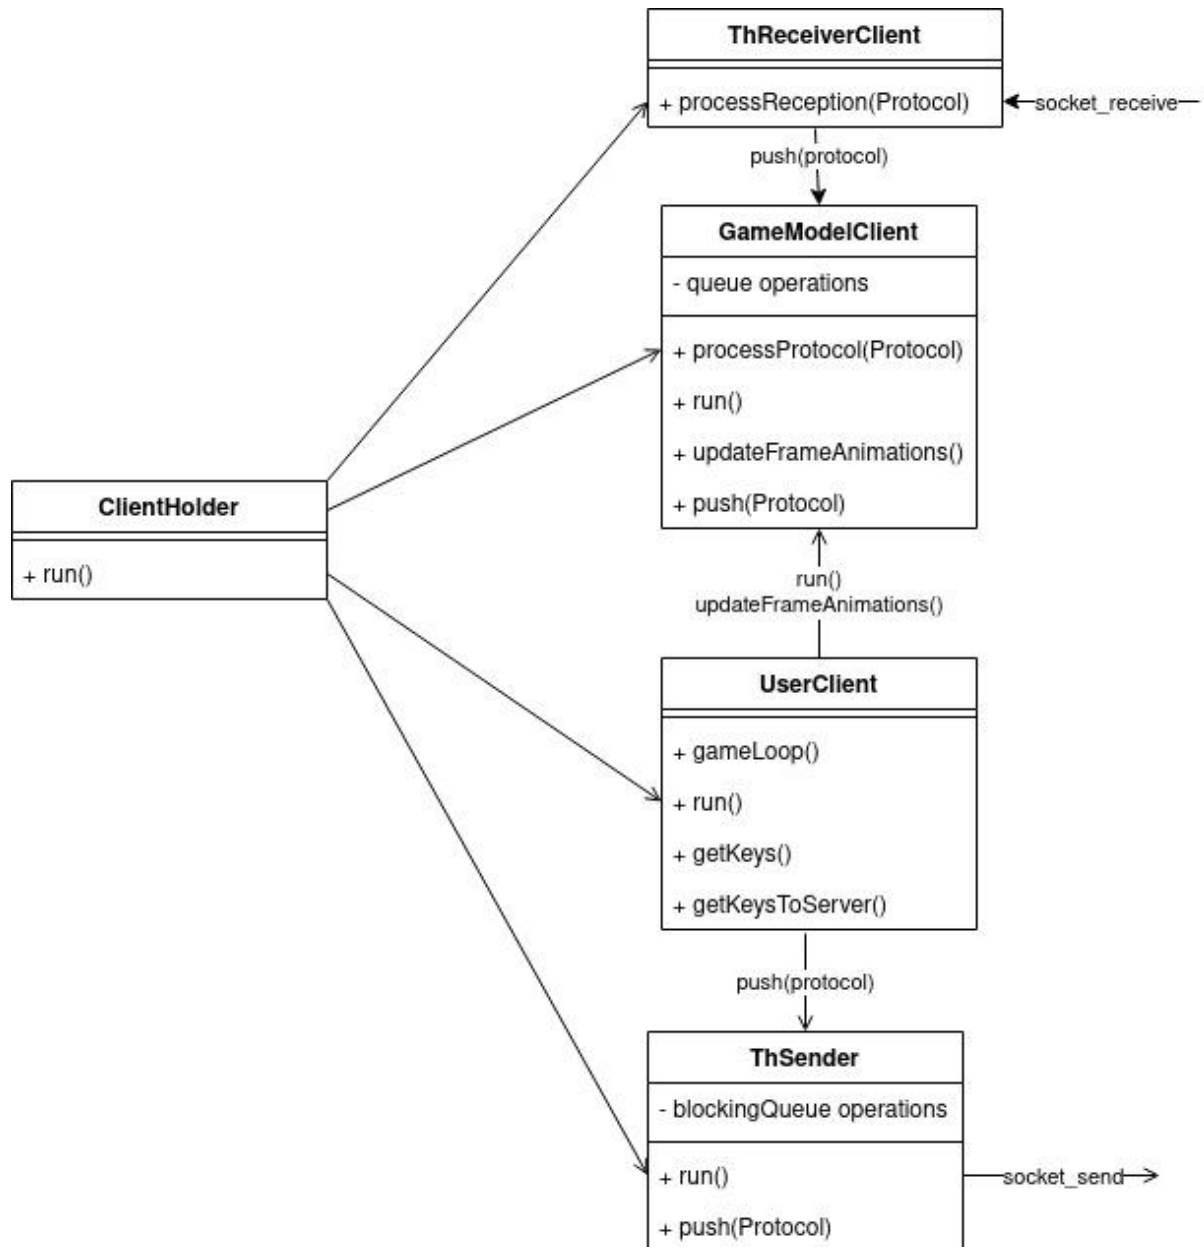 ThReceiverClient
+ processReception(Protocol)
socket_receive
push(protocol)
GameModelClient
- queue operations
+ processProtocol(Protocol)
+ run()
+ updateFrameAnimations()
+ push(Protocol)
ClientHolder
+ run()
run()
updateFrameAnimations()
UserClient
+ gameLoop()
+ run()
+ getKeys()
+ getKeysToServer()
push(protocol)
ThSender
- blockingQueue operations
+ run()
socket_send
+ push(Protocol)